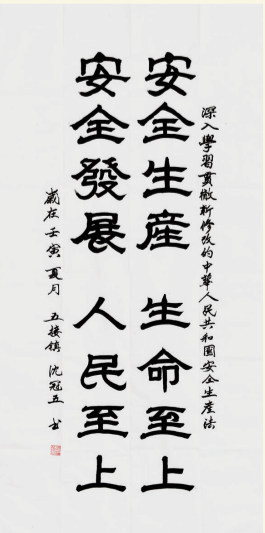 深入學習貫徹新修改的中華人民共和國安全生產法
安全生產 生命至上
安全發展 人民至上
歲在壬寅夏月 五接鎮 沈冠五 书